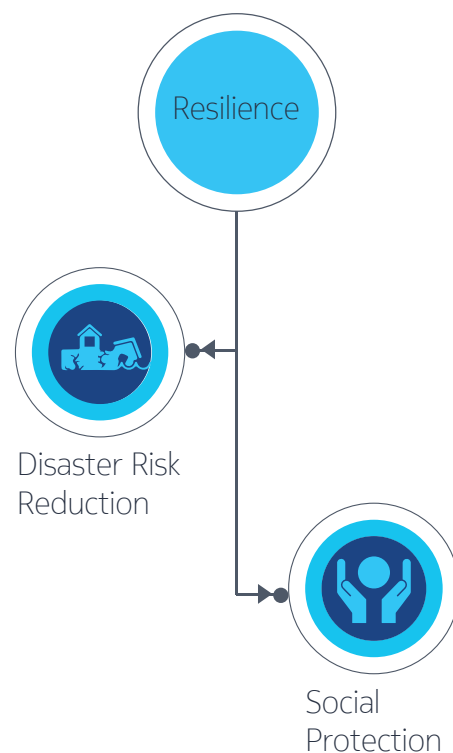 Resilience
Disaster Risk
Reduction
Social
Protection